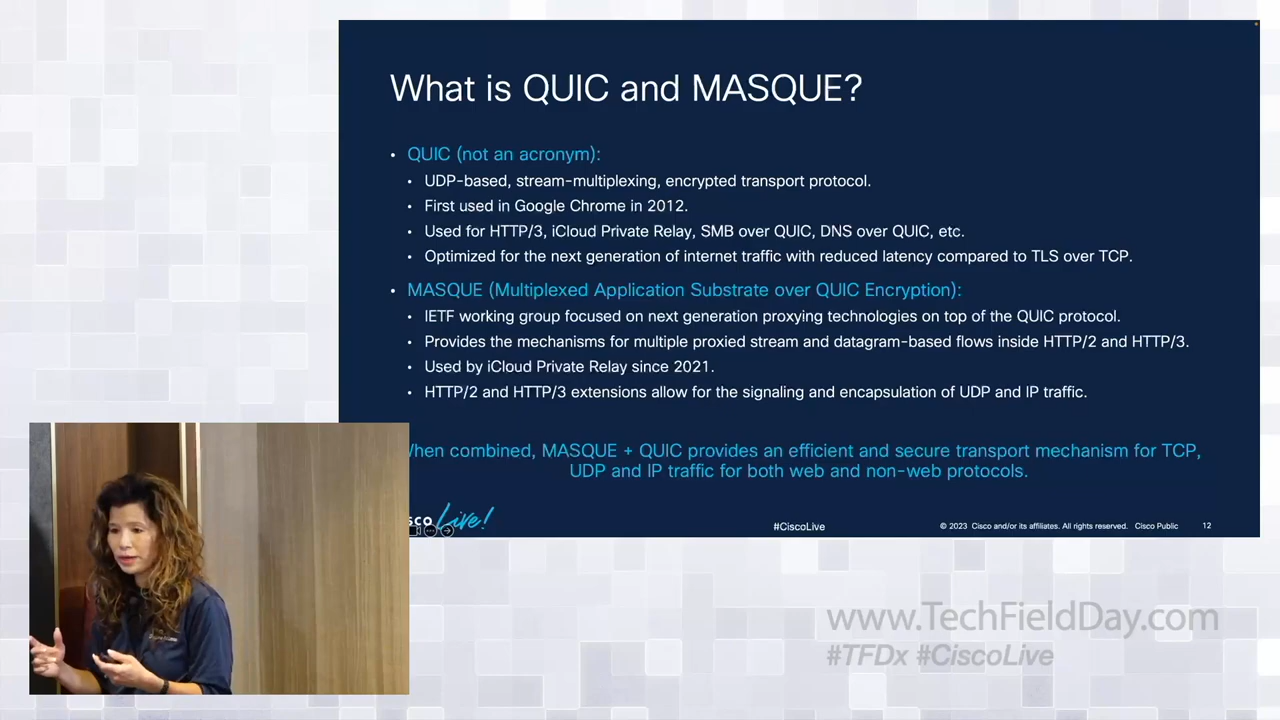 What is QUIC and MASQUE?
• QUIC (not an acronym):
• UDP-based, stream-multiplexing, encrypted transport protocol.
• First used in Google Chrome in 2012.
• Used for HTTP/3, iCloud Private Relay, SMB over QUIC, DNS over QUIC, etc.
• Optimized for the next generation of internet traffic with reduced latency compared to TLS over TCP.
• MASQUE (Multiplexed Application Substrate over QUIC Encryption):
• IETF working group focused on next generation proxying technologies on top of the QUIC protocol.
• Provides the mechanisms for multiple proxied stream and datagram-based flows inside HTTP/2 and HTTP/3.
• Used by iCloud Private Relay since 2021.
• HTTP/2 and HTTP/3 extensions allow for the signaling and encapsulation of UDP and IP traffic.
hen combined, MASQUE + QUIC provides an efficient and secure transport mechanism for TCP,
UDP and IP traffic for both web and non-web protocols.
sco Live!
#CiscoLive
© 2023 Cisco and/or its affiliates. All rights reserved. Cisco Public 12
www.TechFieldDay.com
#TFDx #CiscoLive